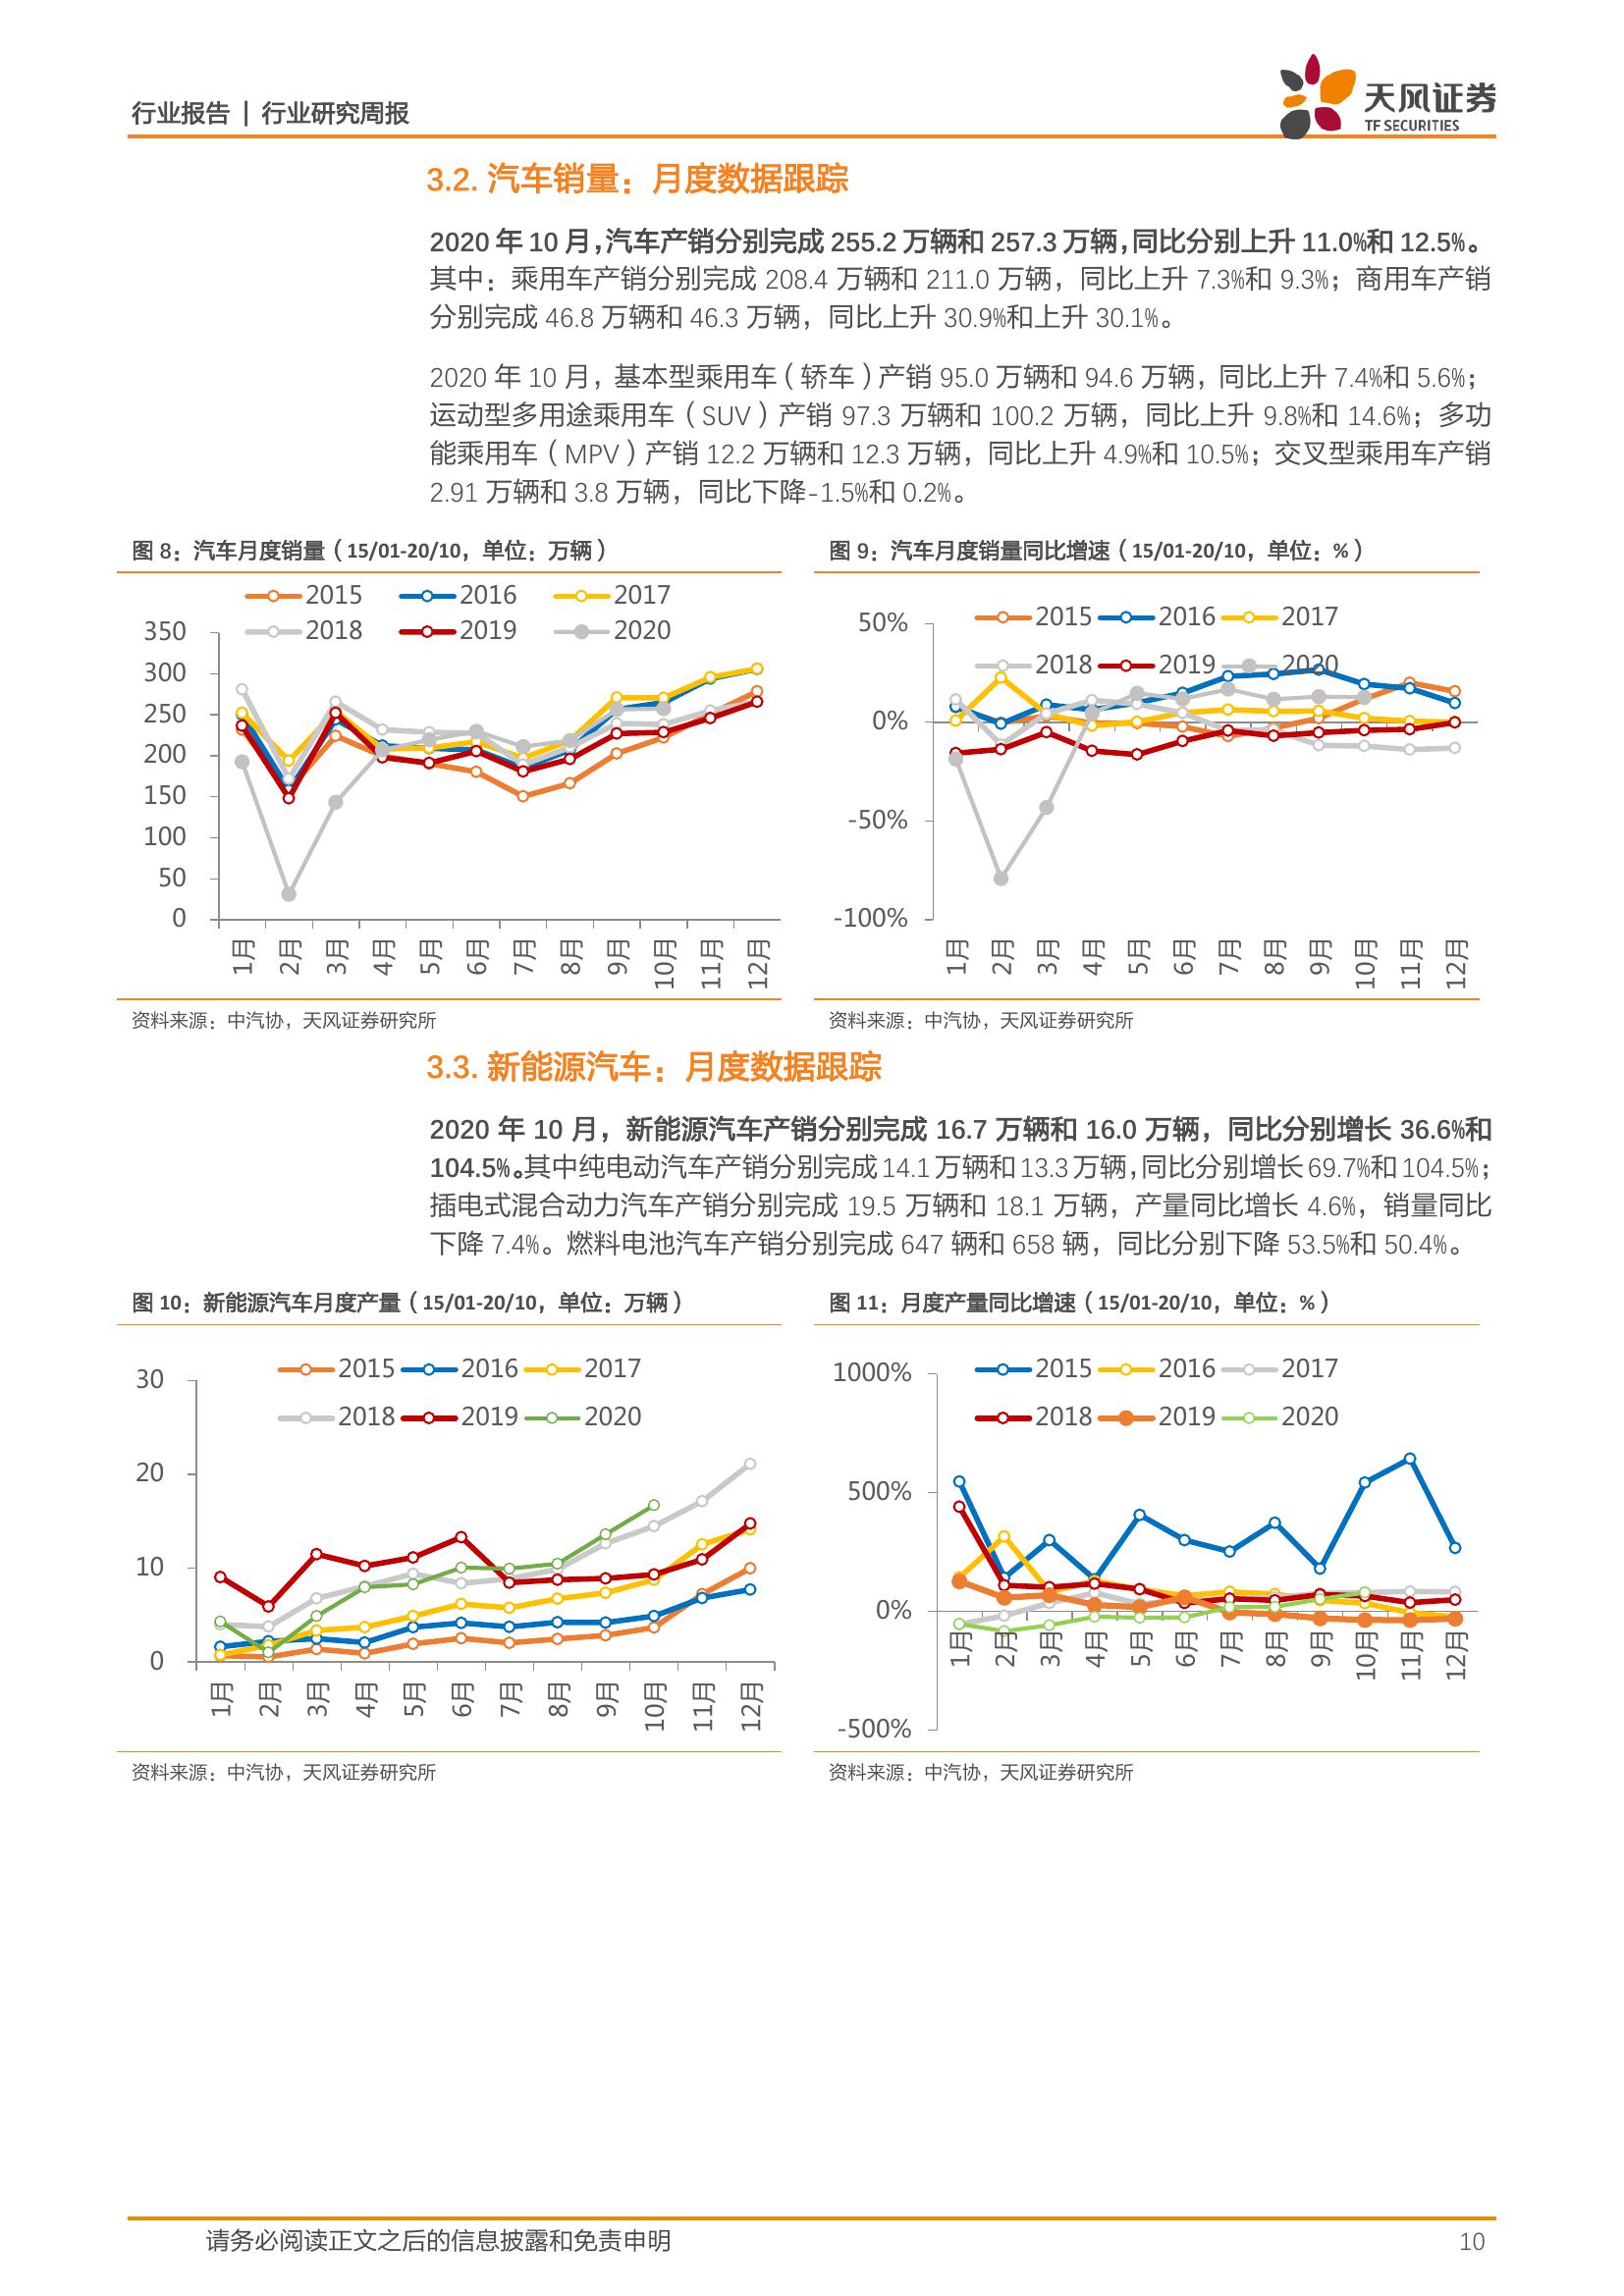 行业报告 | 行业研究周报
天风证券
TF SECURITIES
3.2. 汽车销量：月度数据跟踪
2020 年 10 月，汽车产销分别完成 255.2 万辆和 257.3 万辆，同比分别上升 11.0%和 12.5%。
其中：乘用车产销分别完成 208.4 万辆和 211.0 万辆，同比上升 7.3%和 9.3%；商用车产销
分别完成 46.8 万辆和 46.3 万辆，同比上升 30.9%和上升 30.1%。
2020 年 10 月，基本型乘用车（轿车）产销 95.0 万辆和 94.6 万辆，同比上升 7.4%和 5.6%；
运动型多用途乘用车（SUV）产销 97.3 万辆和 100.2 万辆，同比上升 9.8%和 14.6%；多功
能乘用车（MPV）产销 12.2 万辆和 12.3 万辆，同比上升 4.9%和 10.5%；交叉型乘用车产销
2.91 万辆和 3.8 万辆，同比下降-1.5%和 0.2%。
图 8：汽车月度销量（15/01-20/10，单位：万辆）
2015 2016 2017
2018 2019 2020
350
300
250
200
150
100
50
0
1月 2月 3月 4月 5月 6月 7月 8月 9月 10月 11月 12月
资料来源：中汽协，天风证券研究所
图 9：汽车月度销量同比增速（15/01-20/10，单位：%）
2015 2016 2017
2018 2019 2020
50%
0%
-50%
-100%
1月 2月 3月 4月 5月 6月 7月 8月 9月 10月 11月 12月
资料来源：中汽协，天风证券研究所
3.3. 新能源汽车：月度数据跟踪
2020 年 10 月，新能源汽车产销分别完成 16.7 万辆和 16.0 万辆，同比分别增长 36.6%和
104.5%。其中纯电动汽车产销分别完成 14.1 万辆和 13.3 万辆，同比分别增长 69.7%和 104.5%；
插电式混合动力汽车产销分别完成 19.5 万辆和 18.1 万辆，产量同比增长 4.6%，销量同比
下降 7.4%。燃料电池汽车产销分别完成 647 辆和 658 辆，同比分别下降 53.5%和 50.4%。
图 10：新能源汽车月度产量（15/01-20/10，单位：万辆）
2015 2016 2017
2018 2019 2020
30
20
10
0
1月 2月 3月 4月 5月 6月 7月 8月 9月 10月 11月 12月
资料来源：中汽协，天风证券研究所
图 11：月度产量同比增速（15/01-20/10，单位：%）
2015 2016 2017
2018 2019 2020
1000%
500%
0%
-500%
1月 2月 3月 4月 5月 6月 7月 8月 9月 10月 11月 12月
资料来源：中汽协，天风证券研究所
请务必阅读正文之后的信息披露和免责申明
10